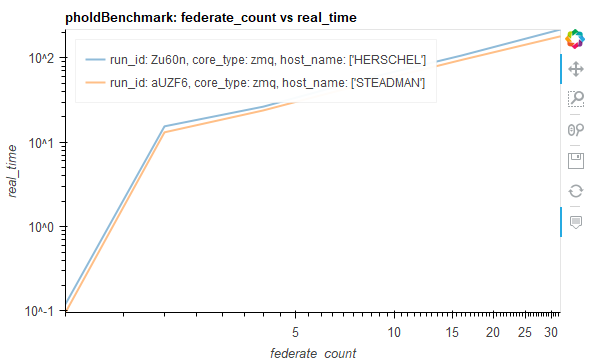 pholdBenchmark: federate_count vs real_time
run_id: Zu60n, core_type: zmq, host_name: ['HERSCHEL']
run_id: aUZF6, core_type: zmq, host_name: ['STEADMAN']
10^2
10^1
10^0
10^-1
real_time
5 10 15 20 25 30
federate_count